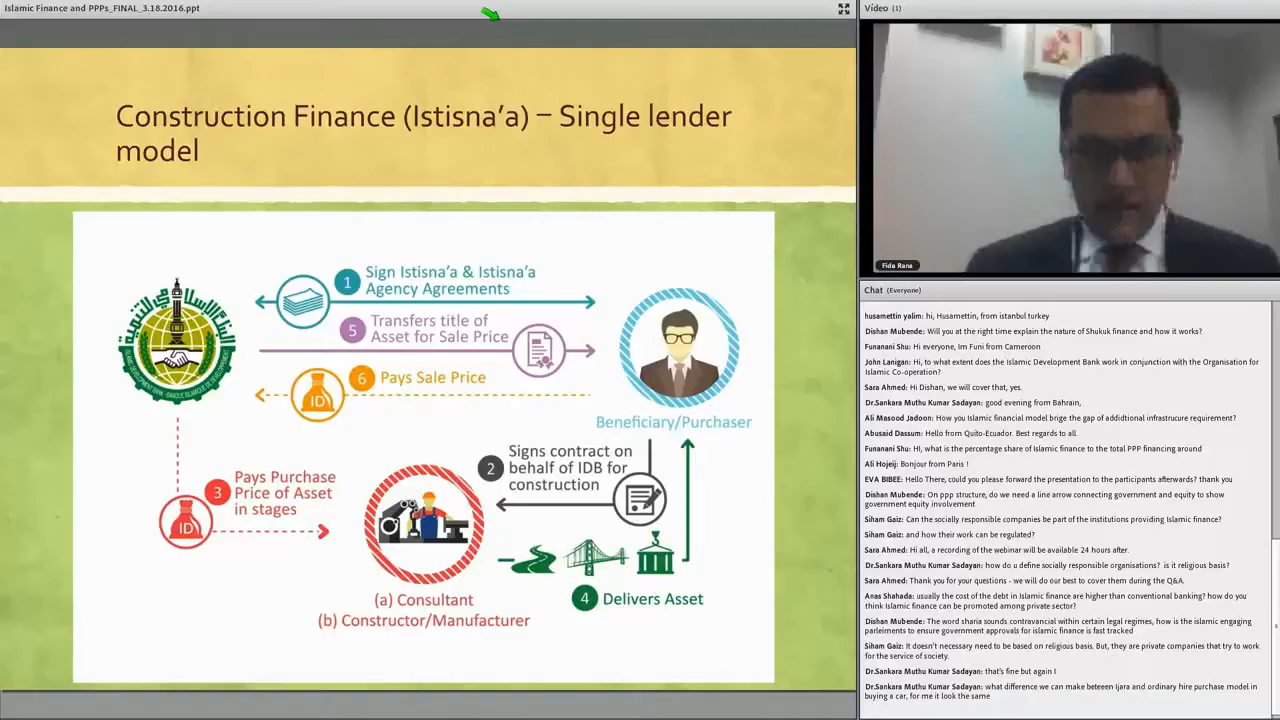 Islamic Finance and PPPs_FINAL_3.18.2016.ppt
Construction Finance (Istisna’a) – Single lender
model
1
Sign Istisna’a & Istisna’a
Agency Agreements
5
Transfers title of
Asset for Sale Price
6 Pays Sale Price
ID
Beneficiary/Purchaser
2
Signs contract on
behalf of IDB for
construction
3
Pays Purchase
Price of Asset
in stages
ID
4 Delivers Asset
(a) Consultant
(b) Constructor/Manufacturer
Vídeo (1)
Fida Rana
Chat (Everyone)
husamettin yalim: hi, Husamettin, from istanbul turkey
Dishan Mubende: Will you at the right time explain the nature of Shukuk finance and how it works?
Funanani Shu: Hi everyone, Im Funi from Cameroon
John Lanigan: Hi, to what extent does the Islamic Development Bank work in conjunction with the Organisation for
Islamic Co-operation?
Sara Ahmed: Hi Dishan, we will cover that, yes.
Dr.Sankara Muthu Kumar Sadayan: good evening from Bahrain,
Ali Masood Jadoon: How you Islamic financial model brige the gap of addidtional infrastrucure requirement?
Abusaid Dassum: Hello from Quito-Ecuador. Best regards to all.
Funanani Shu: HI, what is the percentage share of Islamic finance to the total PPP financing around
Ali Hojeij: Bonjour from Paris !
EVA BIBEE: Hello There, could you please forward the presentation to the participants afterwards? thank you
Dishan Mubende: On ppp structure, do we need a line arrow connecting government and equity to show
government equity involvement
Siham Gaiz: Can the socially responsible companies be part of the institutions providing Islamic finance?
Siham Gaiz: and how their work can be regulated?
Sara Ahmed: Hi all, a recording of the webinar will be available 24 hours after.
Dr.Sankara Muthu Kumar Sadayan: how do u define socially responsible organisations? is it religious basis?
Sara Ahmed: Thank you for your questions - we will do our best to cover them during the Q&A.
Anas Shahada: usually the cost of the debt in Islamic finance are higher than conventional banking? how do you
think Islamic finance can be promoted among private sector?
Dishan Mubende: The word sharia sounds contravancial within certain legal regimes, how is the islamic engaging
parleiments to ensure government approvals for islamic finance is fast tracked
Siham Gaiz: It doesn't necessary need to be based on religious basis. But, they are private companies that try to work
for the service of society.
Dr.Sankara Muthu Kumar Sadayan: that's fine but again I
Dr.Sankara Muthu Kumar Sadayan: what difference we can make beteeen Ijara and ordinary hire purchase model in
buying a car, for me it look the same